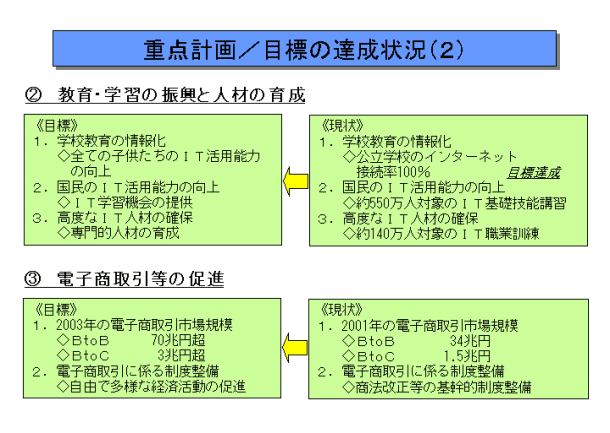 重点計画／目標の達成状況(2)
② 教育・学習の振興と人材の育成
《目標》
1．学校教育の情報化
◇全ての子供たちのＩＴ活用能力
の向上
2．国民のＩＴ活用能力の向上
◇ＩＴ学習機会の提供
3．高度なＩＴ人材の確保
◇専門的人材の育成
《現状》
1．学校教育の情報化
◇公立学校のインターネット
接続率100％ 目標達成
2．国民のＩＴ活用能力の向上
◇約550万人対象のＩＴ基礎技能講習
3．高度なＩＴ人材の確保
◇約140万人対象のＩＴ職業訓練
③ 電子商取引等の促進
《目標》
1．2003年の電子商取引市場規模
◇ＢtoＢ 70兆円超
◇ＢtoＣ 3兆円超
2．電子商取引に係る制度整備
◇自由で多様な経済活動の促進
《現状》
1．2001年の電子商取引市場規模
◇ＢtoＢ 34兆円
◇ＢtoＣ 1.5兆円
2．電子商取引に係る制度整備
◇商法改正等の基幹的制度整備